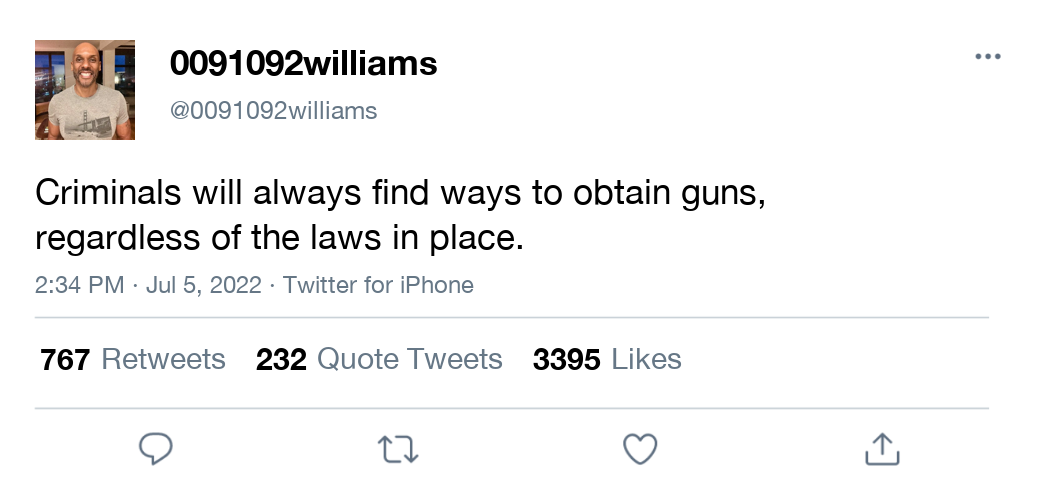 0091092williams
@0091092williams
Criminals will always find ways to obtain guns,
regardless of the laws in place.
2:34 PM · Jul 5, 2022 · Twitter for iPhone
767 Retweets 232 Quote Tweets 3395 Likes